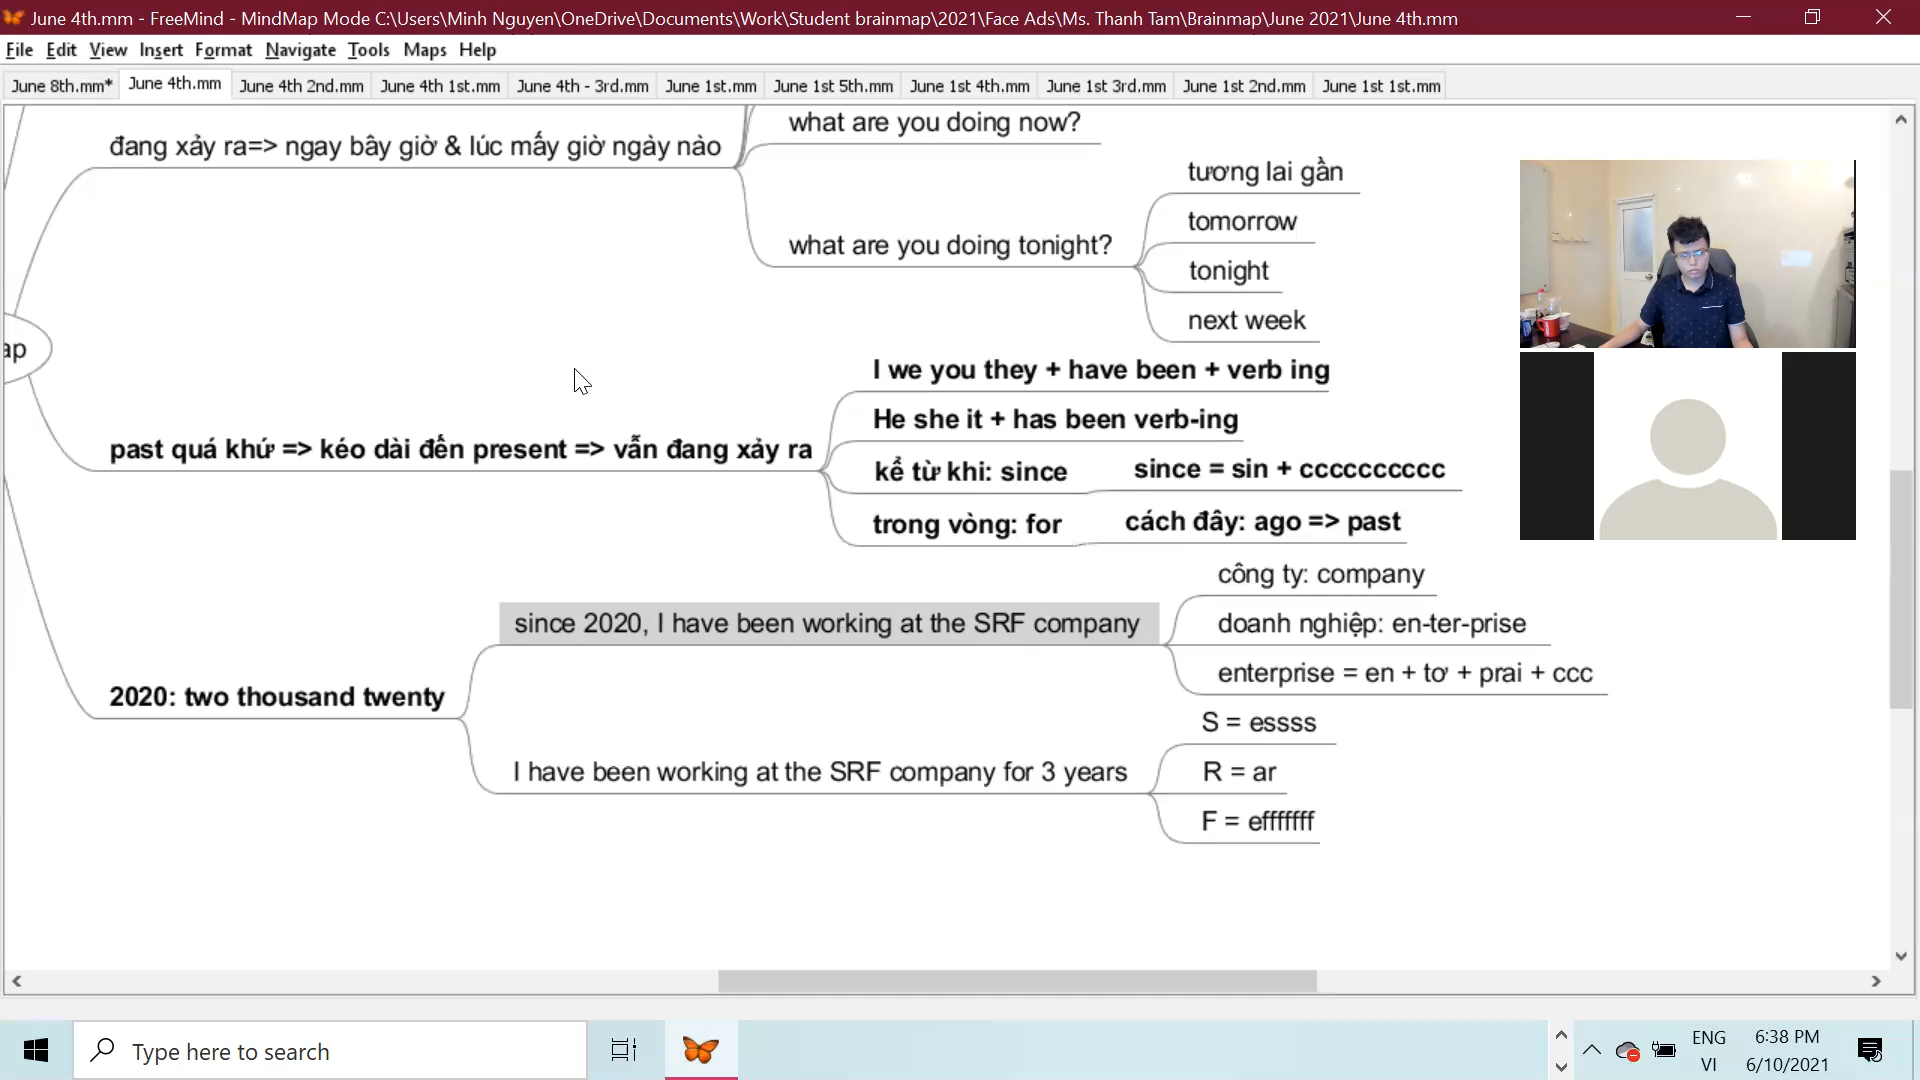 June 4th.mm - FreeMind - MindMap Mode C:\Users\Minh Nguyen\OneDrive\Documents\Work\Student brainmap\2021\Face Ads\Ms. Thanh Tam\Brainmap\June 2021\June 4th.mm
File Edit View Insert Format Navigate Tools Maps Help
June 8th.mm* June 4th.mm June 4th 2nd.mm June 4th 1st.mm June 4th - 3rd.mm June 1st.mm June 1st 5th.mm June 1st 4th.mm June 1st 3rd.mm June 1st 2nd.mm June 1st 1st.mm
what are you doing now?
đang xảy ra=> ngay bây giờ & lúc mấy giờ ngày nào
tương lai gần
tomorrow
what are you doing tonight?
tonight
next week
ap
I we you they + have been + verb ing
He she it + has been verb-ing
past quá khứ => kéo dài đến present => vẫn đang xảy ra
kể từ khi: since
since = sin + cccccccccc
trong vòng: for
cách đây: ago => past
công ty: company
since 2020, I have been working at the SRF company
doanh nghiệp: en-ter-prise
enterprise = en + tơ + prai + ccc
2020: two thousand twenty
S = essss
I have been working at the SRF company for 3 years
R = ar
F = efffffff
Type here to search
ENG
VI
6:38 PM
6/10/2021